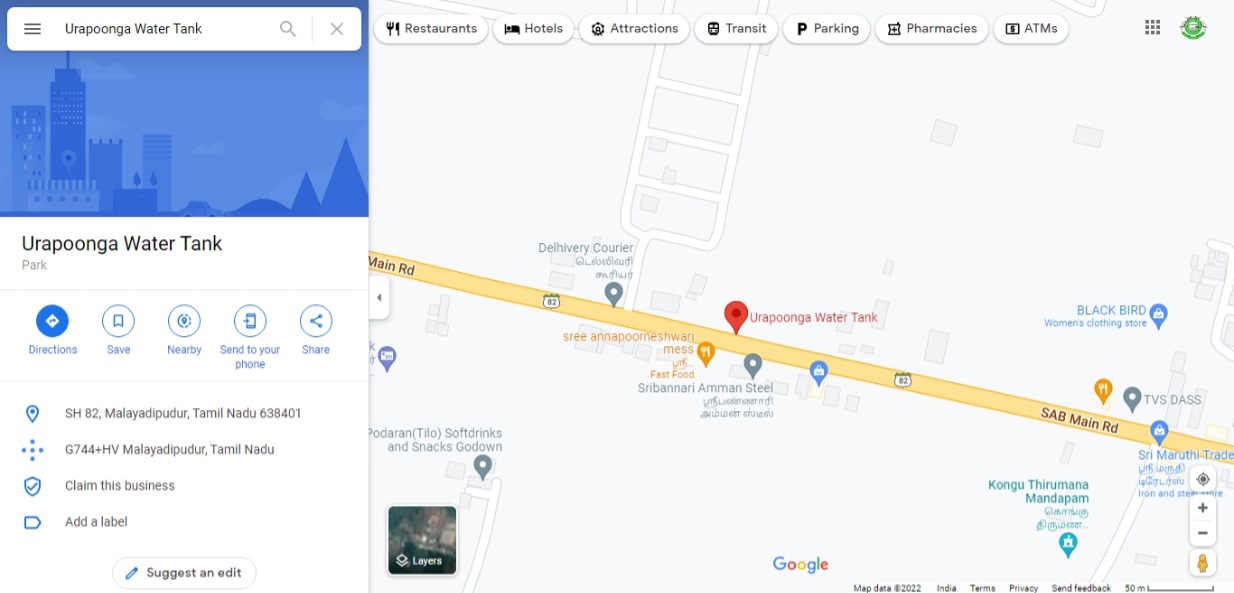 Urapoonga Water Tank
Restaurants
Hotels
Attractions
Transit
Parking
Pharmacies
ATMs
Urapoonga Water Tank
Park
Directions
Save
Nearby
Send to your
phone
Share
SH 82, Malayadipudur, Tamil Nadu 638401
G744+HV Malayadipudur, Tamil Nadu
Claim this business
Add a label
Suggest an edit
Delhivery Courier
டெல்லிவரி
கூரியர்
Main Rd
82
Urapoonga Water Tank
BLACK BIRD
Women's clothing store
sree annapoorneshwari
mess
ஸ்ரீ...
Fast Food
Sribannari Amman Steel
ஸ்ரீபண்ணாரி
அம்மன் ஸ்டீல்
82
TVS DASS
SAB Main Rd
Podaran(Tilo) Softdrinks
and Snacks Godown
Sri Maruthi Trade
ஸ்ரீ மருதி
டிரேடர்ஸ்
Iron and steel store
Kongu Thirumana
Mandapam
கொங்கு
திருமண...
Layers
Google
Map data ©2022
India
Terms
Privacy
Send feedback
50 m